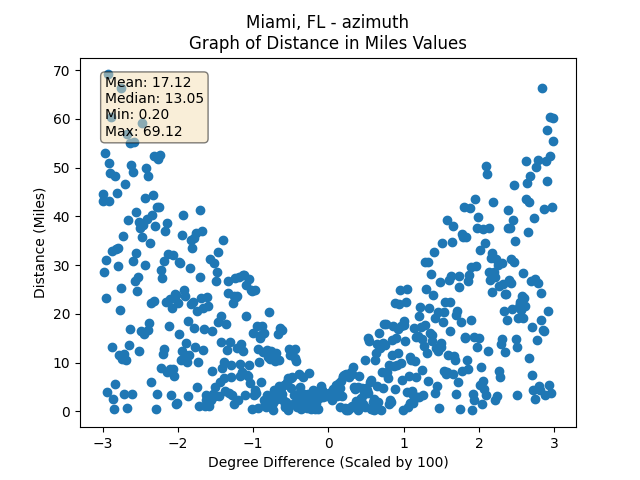 Miami, FL - azimuth
Graph of Distance in Miles Values
Mean: 17.12
Median: 13.05
Min: 0.20
Max: 69.12
70
60
50
40
30
20
10
0
Distance (Miles)
−3 −2 −1 0 1 2 3
Degree Difference (Scaled by 100)